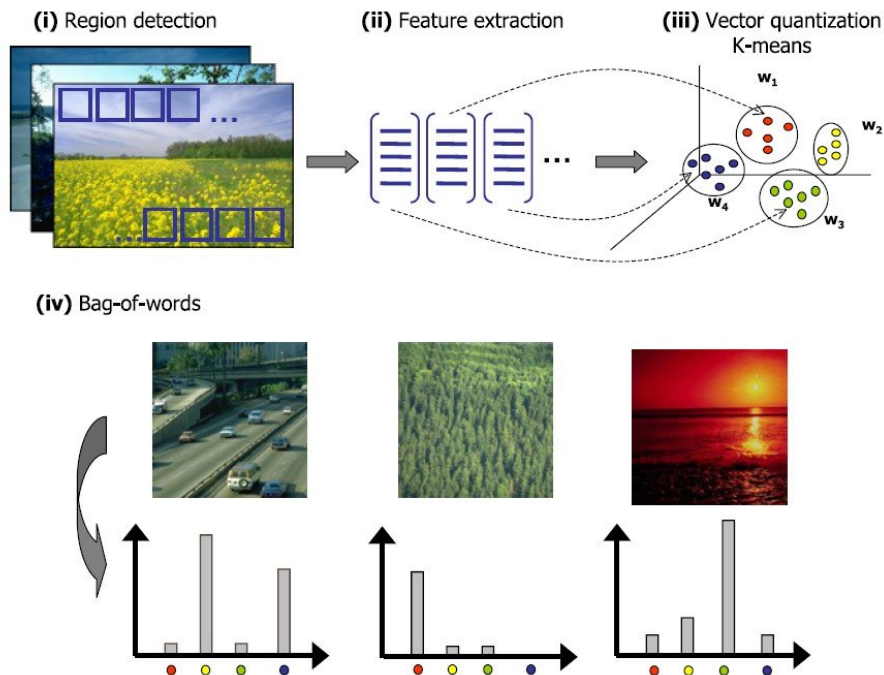 (i) Region detection
(ii) Feature extraction
(iii) Vector quantization
K-means
w1
w2
w3
w4
...
...
...
(iv) Bag-of-words